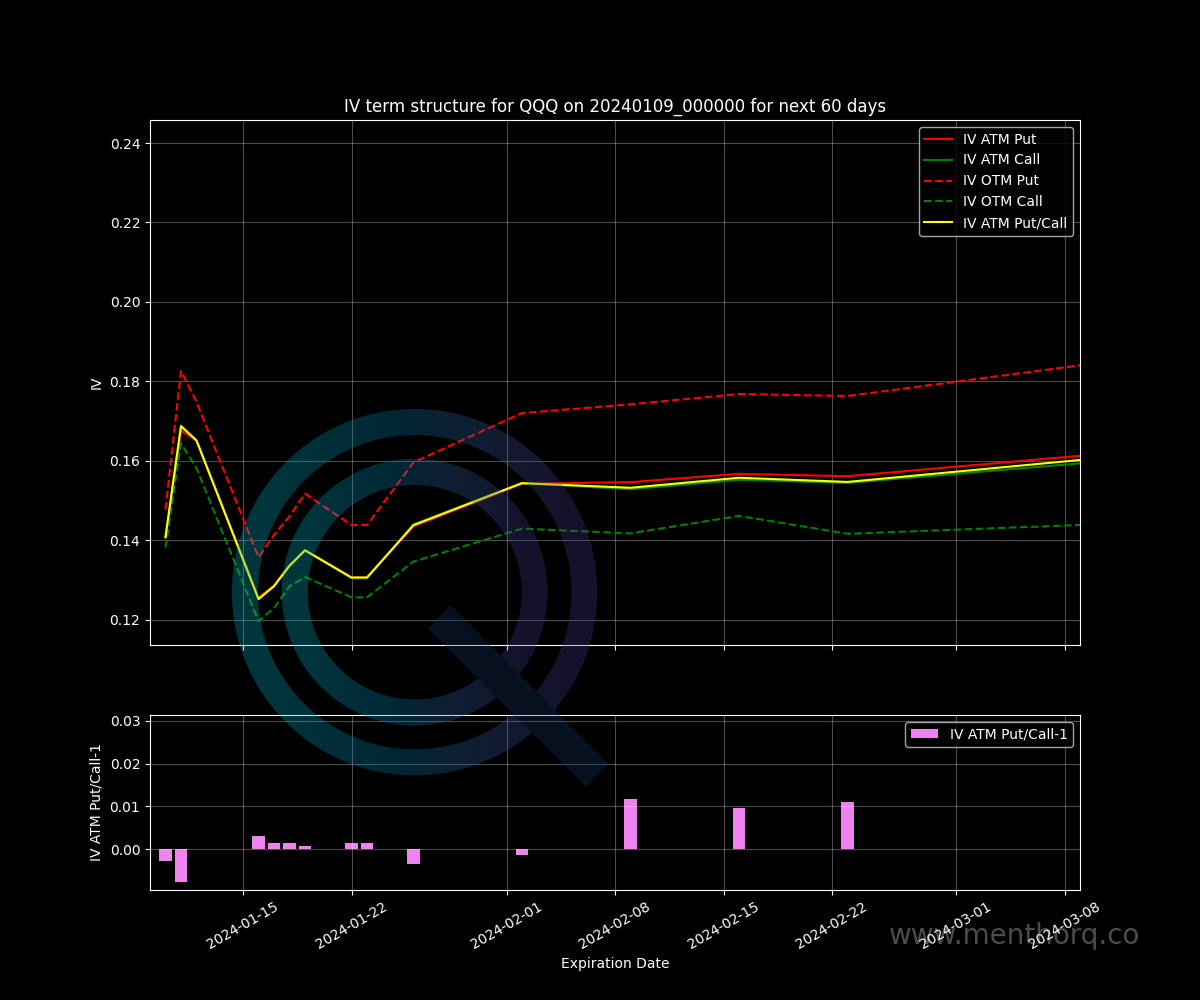 IV term structure for QQQ on 20240109_000000 for next 60 days
IV
0.24
0.22
0.20
0.18
0.16
0.14
0.12
IV ATM Put
IV ATM Call
IV OTM Put
IV OTM Call
IV ATM Put/Call
IV ATM Put/Call-1
0.03
0.02
0.01
0.00
IV ATM Put/Call-1
2024-01-15
2024-01-22
2024-02-01
2024-02-08
2024-02-15
2024-02-22
2024-03-01
2024-03-08
www.menthorq.co
Expiration Date